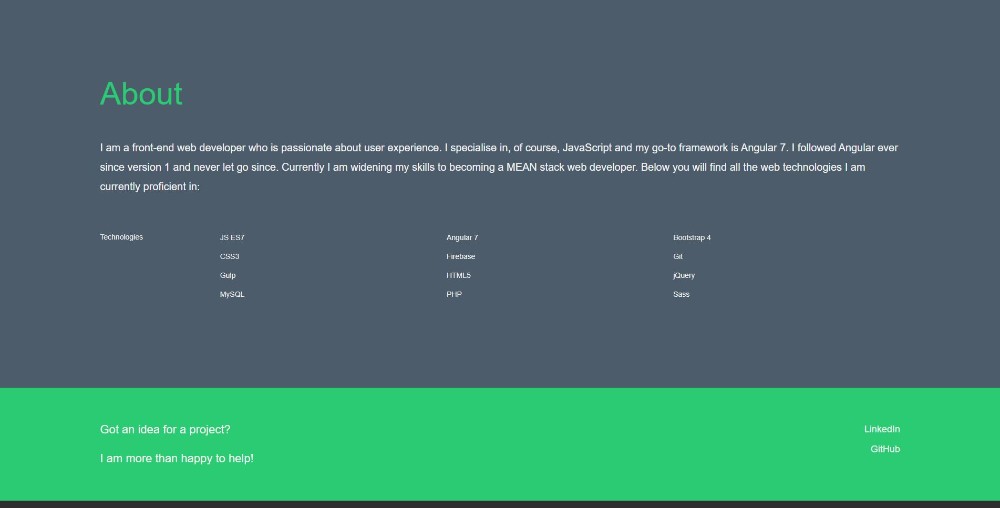 About
I am a front-end web developer who is passionate about user experience. I specialise in, of course, JavaScript and my go-to framework is Angular 7. I followed Angular ever
since version 1 and never let go since. Currently I am widening my skills to becoming a MEAN stack web developer. Below you will find all the web technologies I am
currently proficient in:
Technologies JS ES7 Angular 7 Bootstrap 4
CSS3 Firebase Git
Gulp HTML5 jQuery
MySQL PHP Sass
Got an idea for a project? LinkedIn
GitHub
I am more than happy to help!